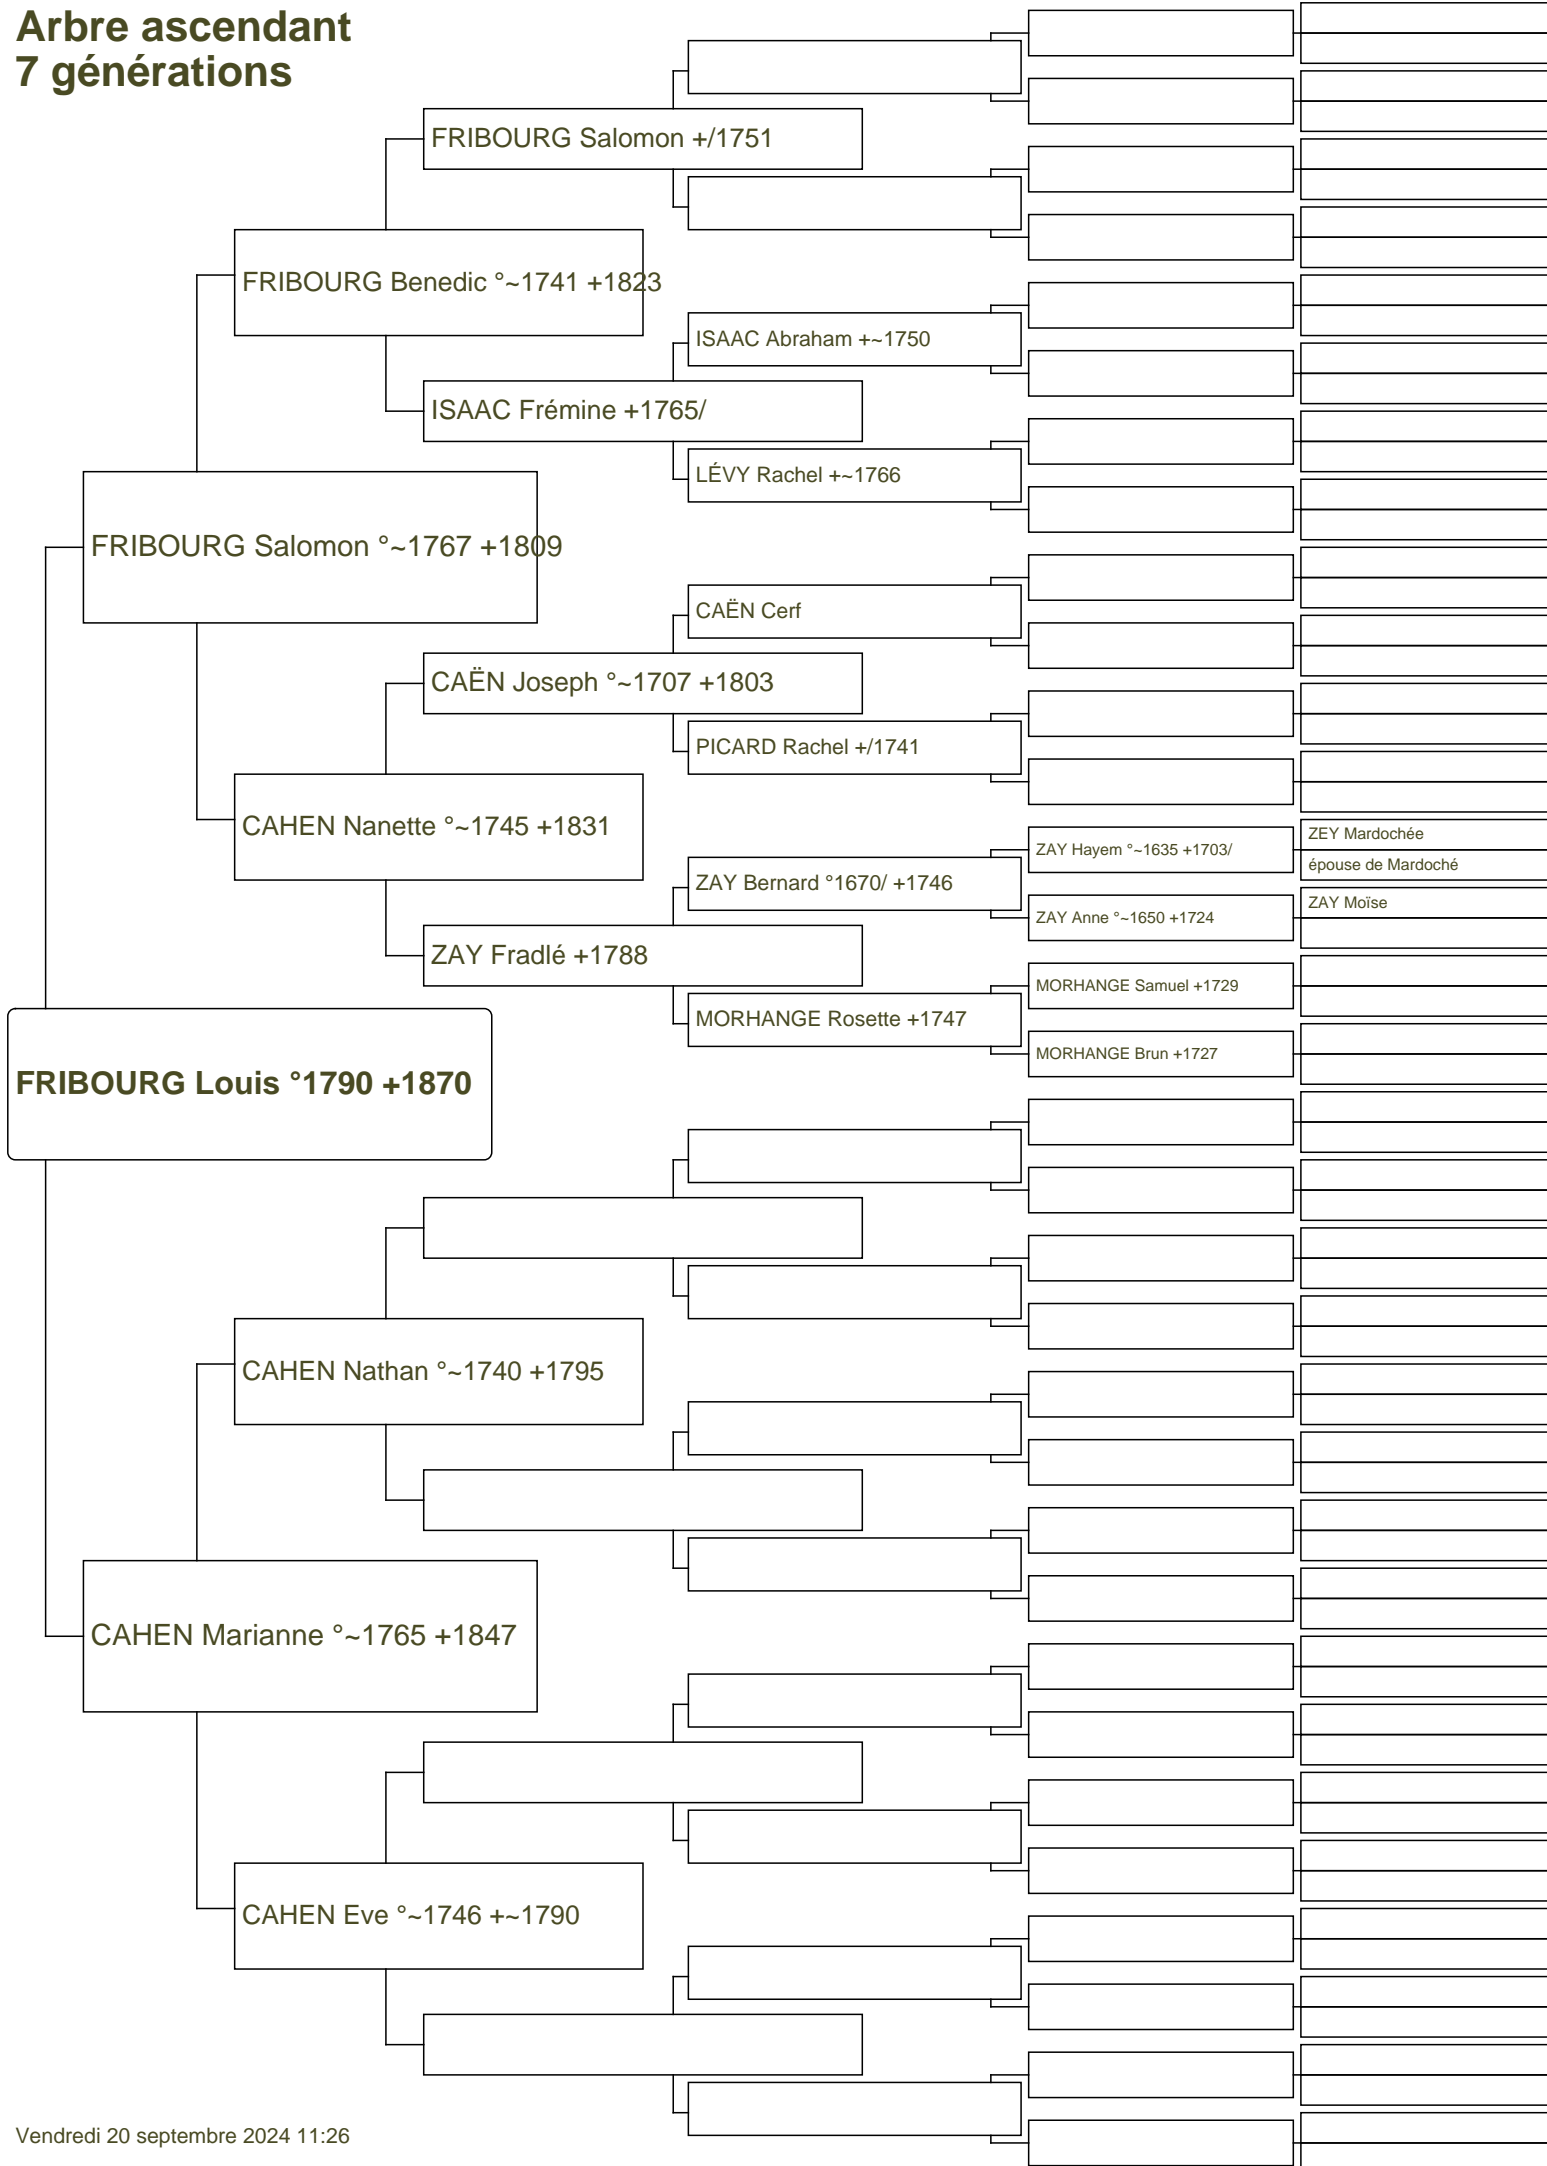 Arbre ascendant
7 générations
FRIBOURG Salomon +/1751
FRIBOURG Benedic °~1741 +1823
ISAAC Abraham +~1750
ISAAC Frémine +1765/
LÉVY Rachel +~1766
FRIBOURG Salomon °~1767 +1809
CAËN Cerf
CAËN Joseph °~1707 +1803
PICARD Rachel +/1741
CAHEN Nanette °~1745 +1831
ZEY Mardochée
ZAY Hayem °~1635 +1703/
épouse de Mardoché
ZAY Bernard °1670/ +1746
ZAY Moïse
ZAY Anne °~1650 +1724
ZAY Fradlé +1788
MORHANGE Samuel +1729
MORHANGE Rosette +1747
MORHANGE Brun +1727
FRIBOURG Louis °1790 +1870
CAHEN Nathan °~1740 +1795
CAHEN Marianne °~1765 +1847
CAHEN Eve °~1746 +~1790
Vendredi 20 septembre 2024 11:26